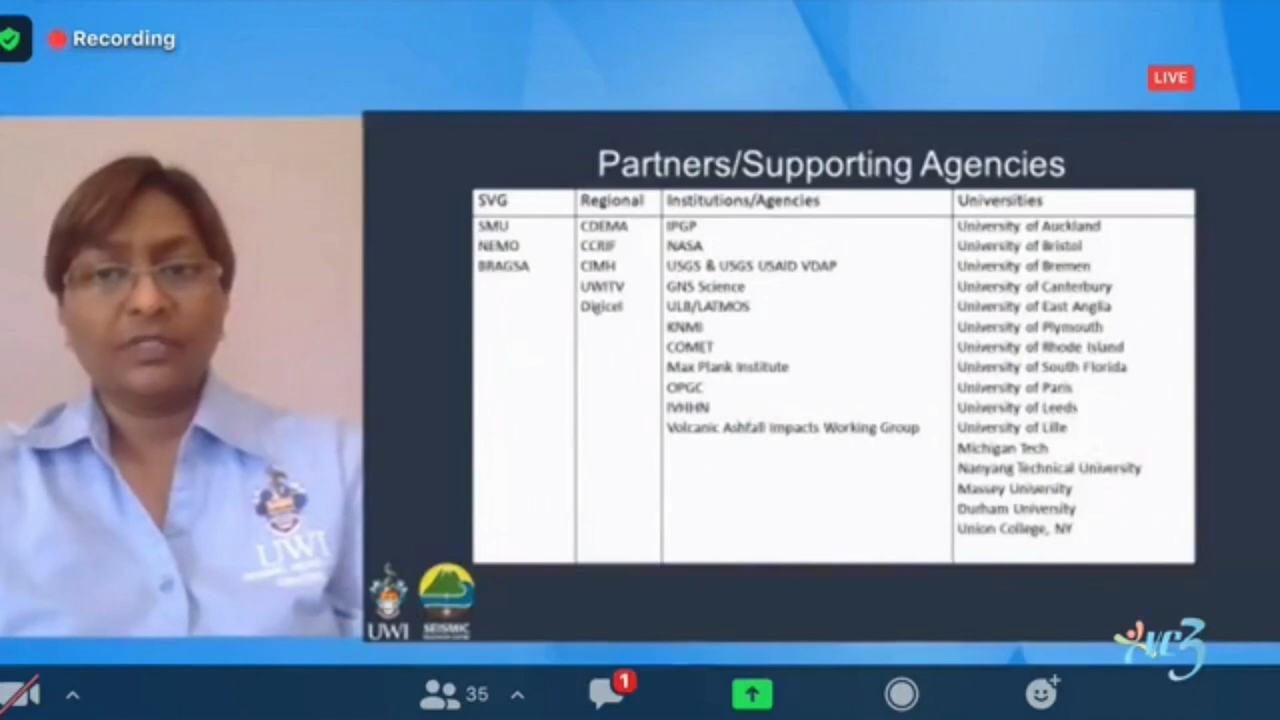 Recording
LIVE
Partners/Supporting Agencies
SVG Regional Institutions/Agencies Universities
SMU CDEMA IPGP University of Auckland
NEMO CCRIF NASA University of Bristol
BRAGSA CIMH USGS & USGS USAID VDAP University of Bremen
UWITV GNS Science University of Canterbury
Digicel ULB/LATMOS University of East Anglia
KNMI University of Plymouth
COMET University of Rhode Island
Max Plank Institute University of South Florida
OPGC University of Paris
IVHHN University of Leeds
Volcanic Ashfall Impacts Working Group University of Lille
Michigan Tech
Nanyang Technical University
Massey University
Durham University
Union College, NY
UWI
UWI SEISMIC
VC3
35
1